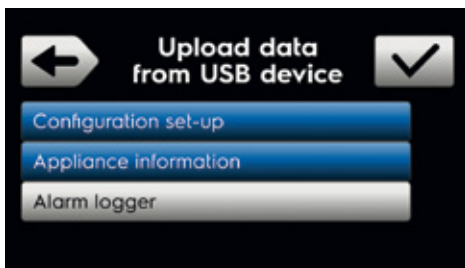 Upload data
from USB device
Configuration set-up
Appliance information
Alarm logger